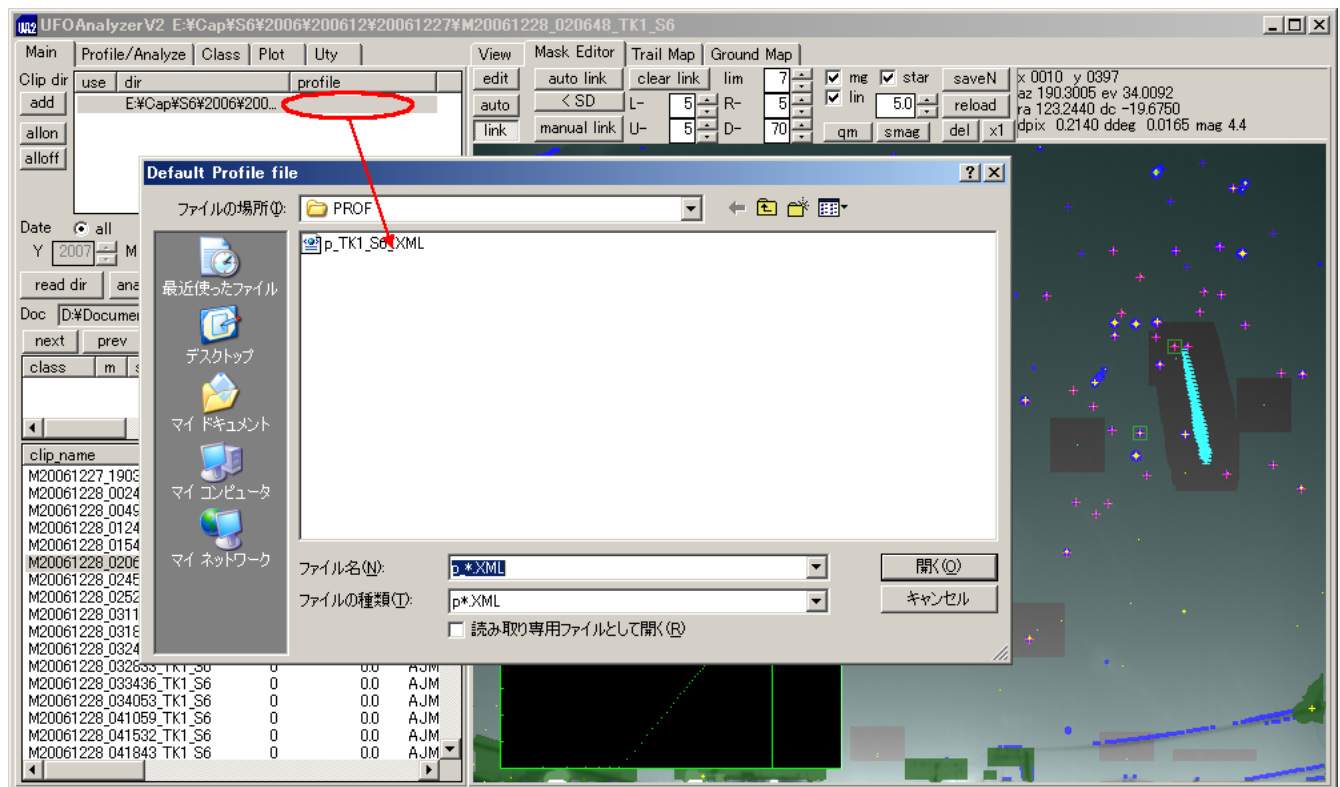 UFOAnalyzerV2 E:¥Cap¥S6¥2006¥200612¥20061227¥M20061228_020648_TK1_S6
Main Profile/Analyze Class Plot Uty
Clip dir use dir profile
add E:¥Cap¥S6¥2006¥200...
allon
alloff
Date all
Y 2007 M
read dir
Doc D:¥Documer
next prev
class m
clip_name
M20061227_1903
M20061228_0024
M20061228_0049
M20061228_0124
M20061228_0154
M20061228_0206
M20061228_0245
M20061228_0252
M20061228_0311
M20061228_0318
M20061228_0324
M20061228_032833_TK1_S6 0 0.0 AJM
M20061228_033436_TK1_S6 0 0.0 AJM
M20061228_034053_TK1_S6 0 0.0 AJM
M20061228_041059_TK1_S6 0 0.0 AJM
M20061228_041532_TK1_S6 0 0.0 AJM
M20061228_041843_TK1_S6 0 0.0 AJM
View Mask Editor Trail Map Ground Map
edit auto link clear link lim 7 mg star saveN
auto < SD L- 5 R- 5 lin 5.0 reload
link manual link U- 5 D- 70 qm smag del x1
x 0010 y 0397
az 190.3005 ev 34.0092
ra 123.2440 dc -19.6750
dpix 0.2140 ddeg 0.0165 mag 4.4
Default Profile file
ファイルの場所(I): PROF
p_TK1_S6_.XML
最近使ったファイル
デスクトップ
マイ ドキュメント
マイ コンピュータ
マイ ネットワーク
ファイル名(N): p_*.XML 開く(O)
ファイルの種類(T): p*.XML キャンセル
読み取り専用ファイルとして開く(R)